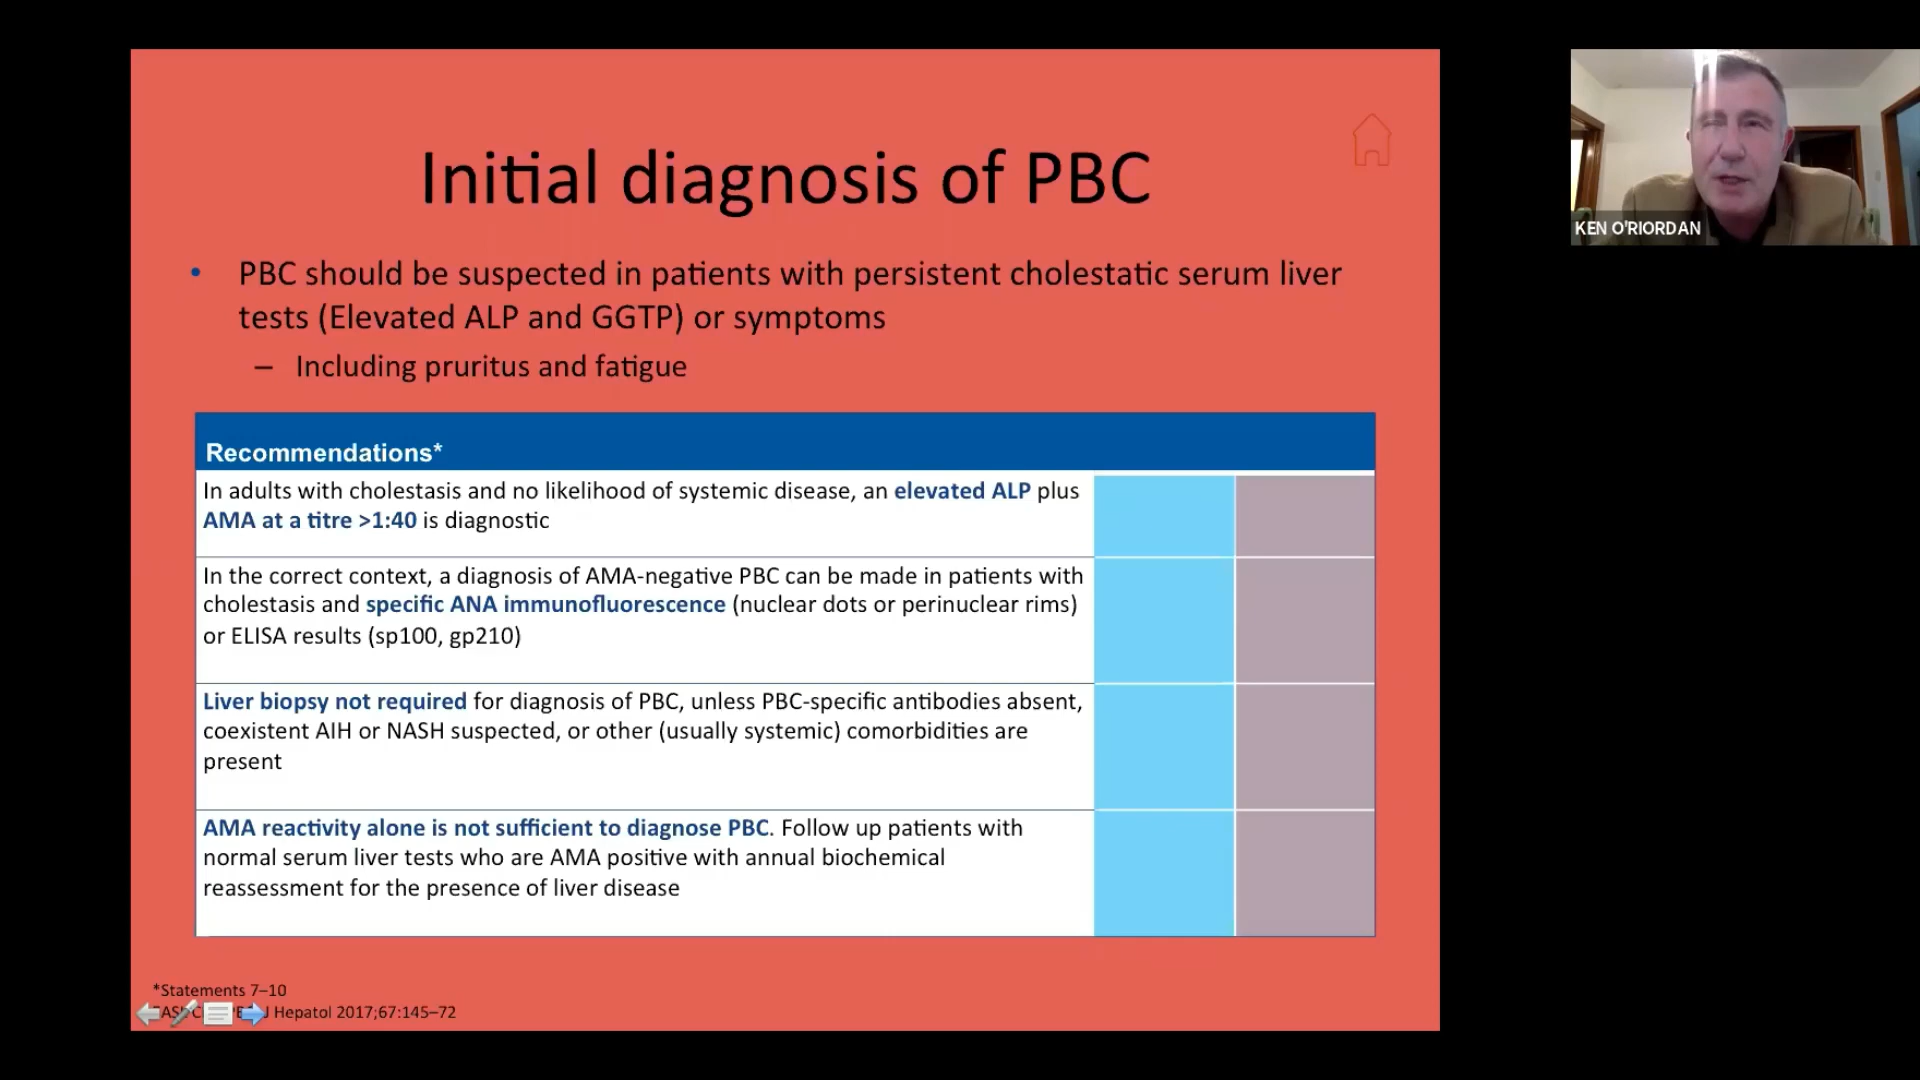 Initial diagnosis of PBC
• PBC should be suspected in patients with persistent cholestatic serum liver
tests (Elevated ALP and GGTP) or symptoms
– Including pruritus and fatigue
Recommendations*
In adults with cholestasis and no likelihood of systemic disease, an elevated ALP plus
AMA at a titre >1:40 is diagnostic
In the correct context, a diagnosis of AMA-negative PBC can be made in patients with
cholestasis and specific ANA immunofluorescence (nuclear dots or perinuclear rims)
or ELISA results (sp100, gp210)
Liver biopsy not required for diagnosis of PBC, unless PBC-specific antibodies absent,
coexistent AIH or NASH suspected, or other (usually systemic) comorbidities are
present
AMA reactivity alone is not sufficient to diagnose PBC. Follow up patients with
normal serum liver tests who are AMA positive with annual biochemical
reassessment for the presence of liver disease
*Statements 7–10
Hepatol 2017;67:145–72
KEN O'RIORDAN